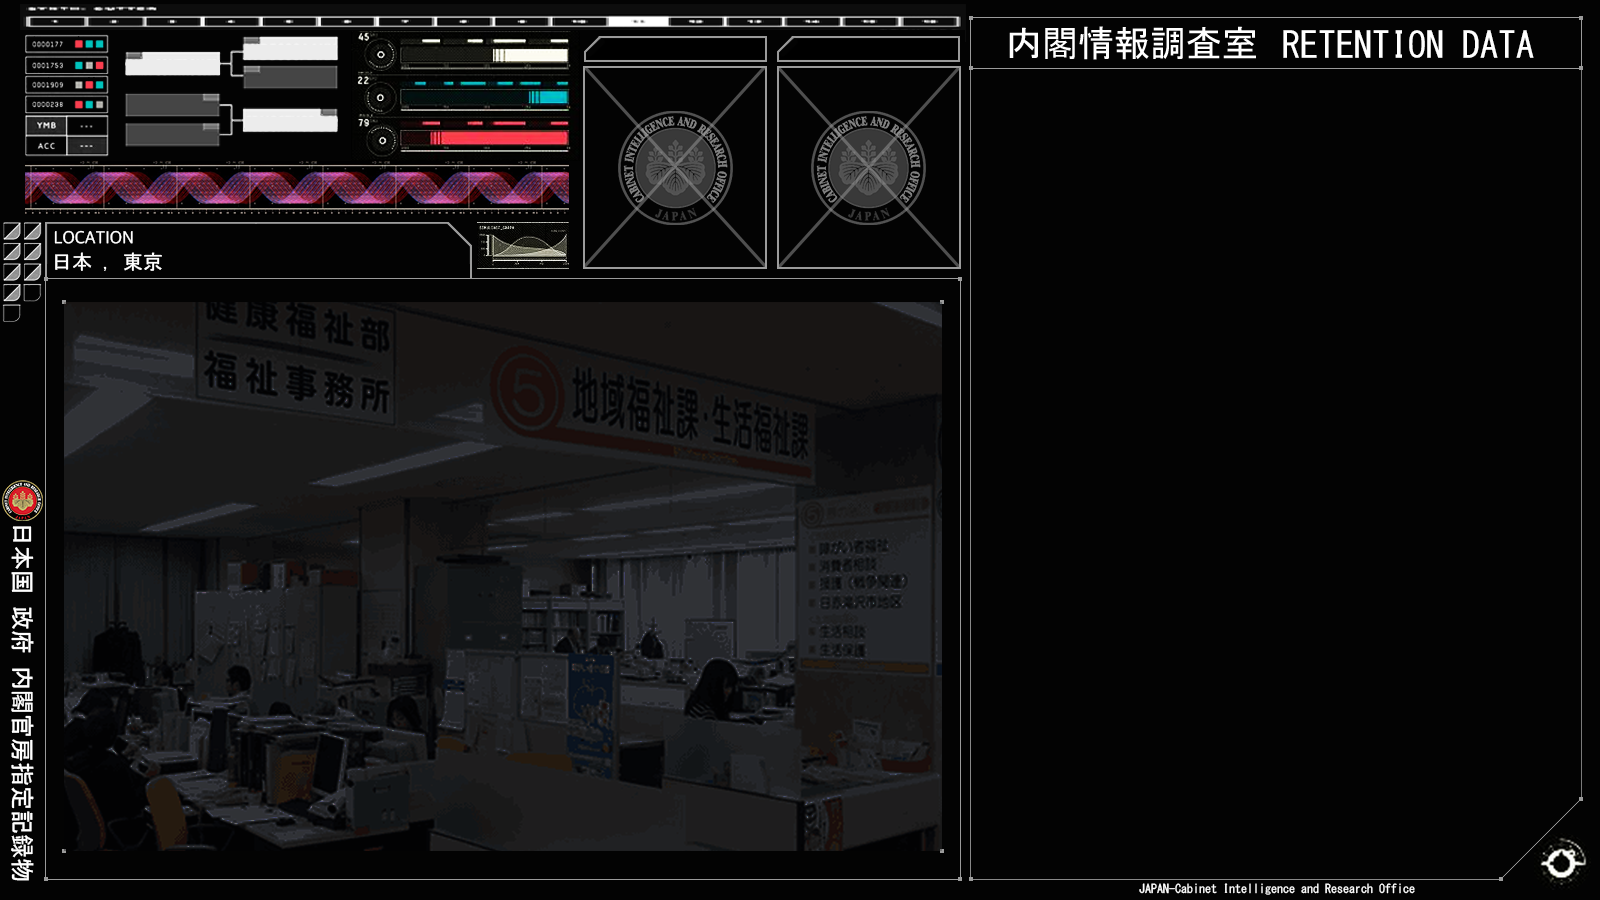 内閣情報調査室 RETENTION DATA
0000177
0001753
0001909
0000238
YMB ---
ACC ---
45
22
79
CABINET INTELLIGENCE AND RESEARCH OFFICE
JAPAN
CABINET INTELLIGENCE AND RESEARCH OFFICE
JAPAN
LOCATION
日本 , 東京
健康福祉部
福祉事務所
⑤ 地域福祉課・生活福祉課
障がい者福祉
消費者相談
援護(戦争関連)
日赤滝沢市地区
生活相談
生活保護
日本国 政府 内閣官房指定記録物
JAPAN-Cabinet Intelligence and Research Office